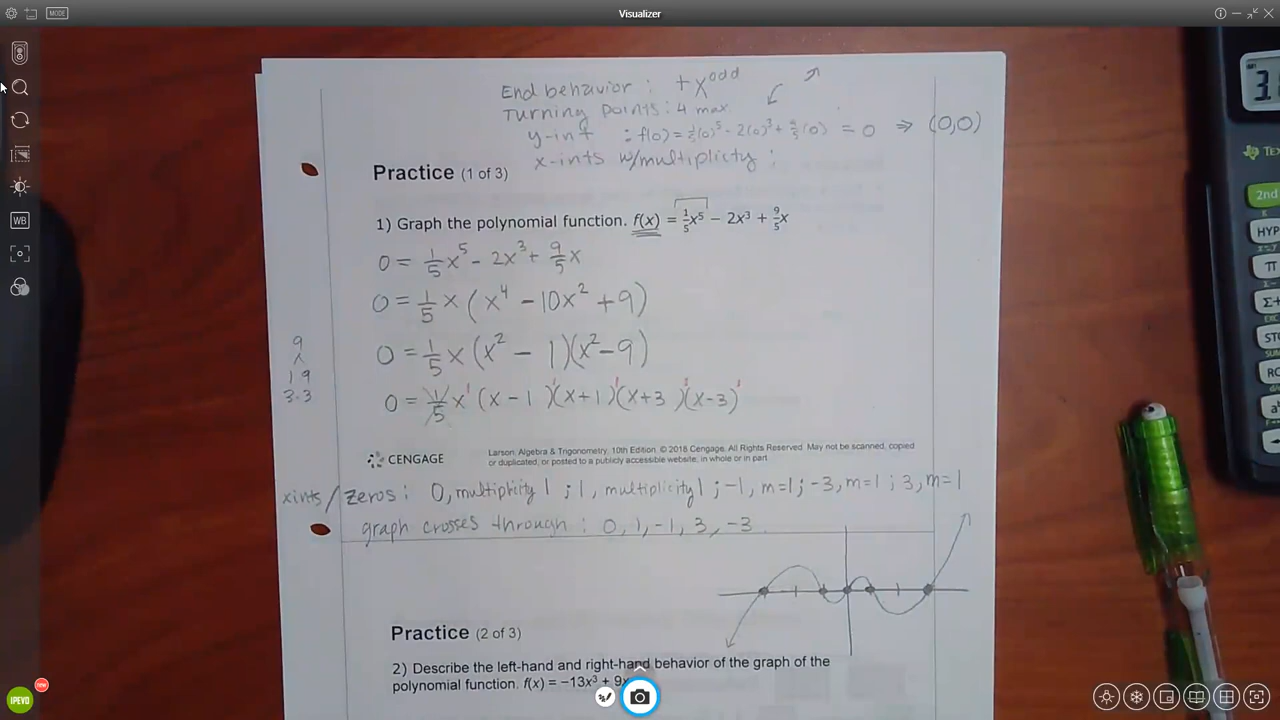 Visualizer
MODE
End behavior : + x^odd
Turning points : 4 max
y-int : f(0) = 1/5(0)^5 - 2(0)^3 + 9/5(0) = 0 ⇒ (0,0)
x-ints w/multiplicty :
Practice (1 of 3)
1) Graph the polynomial function. f(x) = 1/5x^5 − 2x^3 + 9/5x
0 = 1/5x^5 - 2x^3 + 9/5x
0 = 1/5x (x^4 - 10x^2 + 9)
0 = 1/5x (x^2 - 1)(x^2 - 9)
0 = 1/5x^1 (x - 1)^1(x + 1)^1(x + 3)^1(x - 3)^1
9
^
1 9
3·3
CENGAGE
Larson, Algebra & Trigonometry, 10th Edition. © 2018 Cengage. All Rights Reserved. May not be scanned, copied
or duplicated, or posted to a publicly accessible website, in whole or in part.
xints/zeros : 0, multiplicity 1 ; 1, multiplicity 1 ; -1, m=1 ; -3, m=1 ; 3, m=1
graph crosses through : 0, 1, -1, 3, -3
Practice (2 of 3)
2) Describe the left-hand and right-hand behavior of the graph of the
polynomial function. f(x) = −13x^3 + 9x
2nd
HYP
π
WB
IPEVO
new